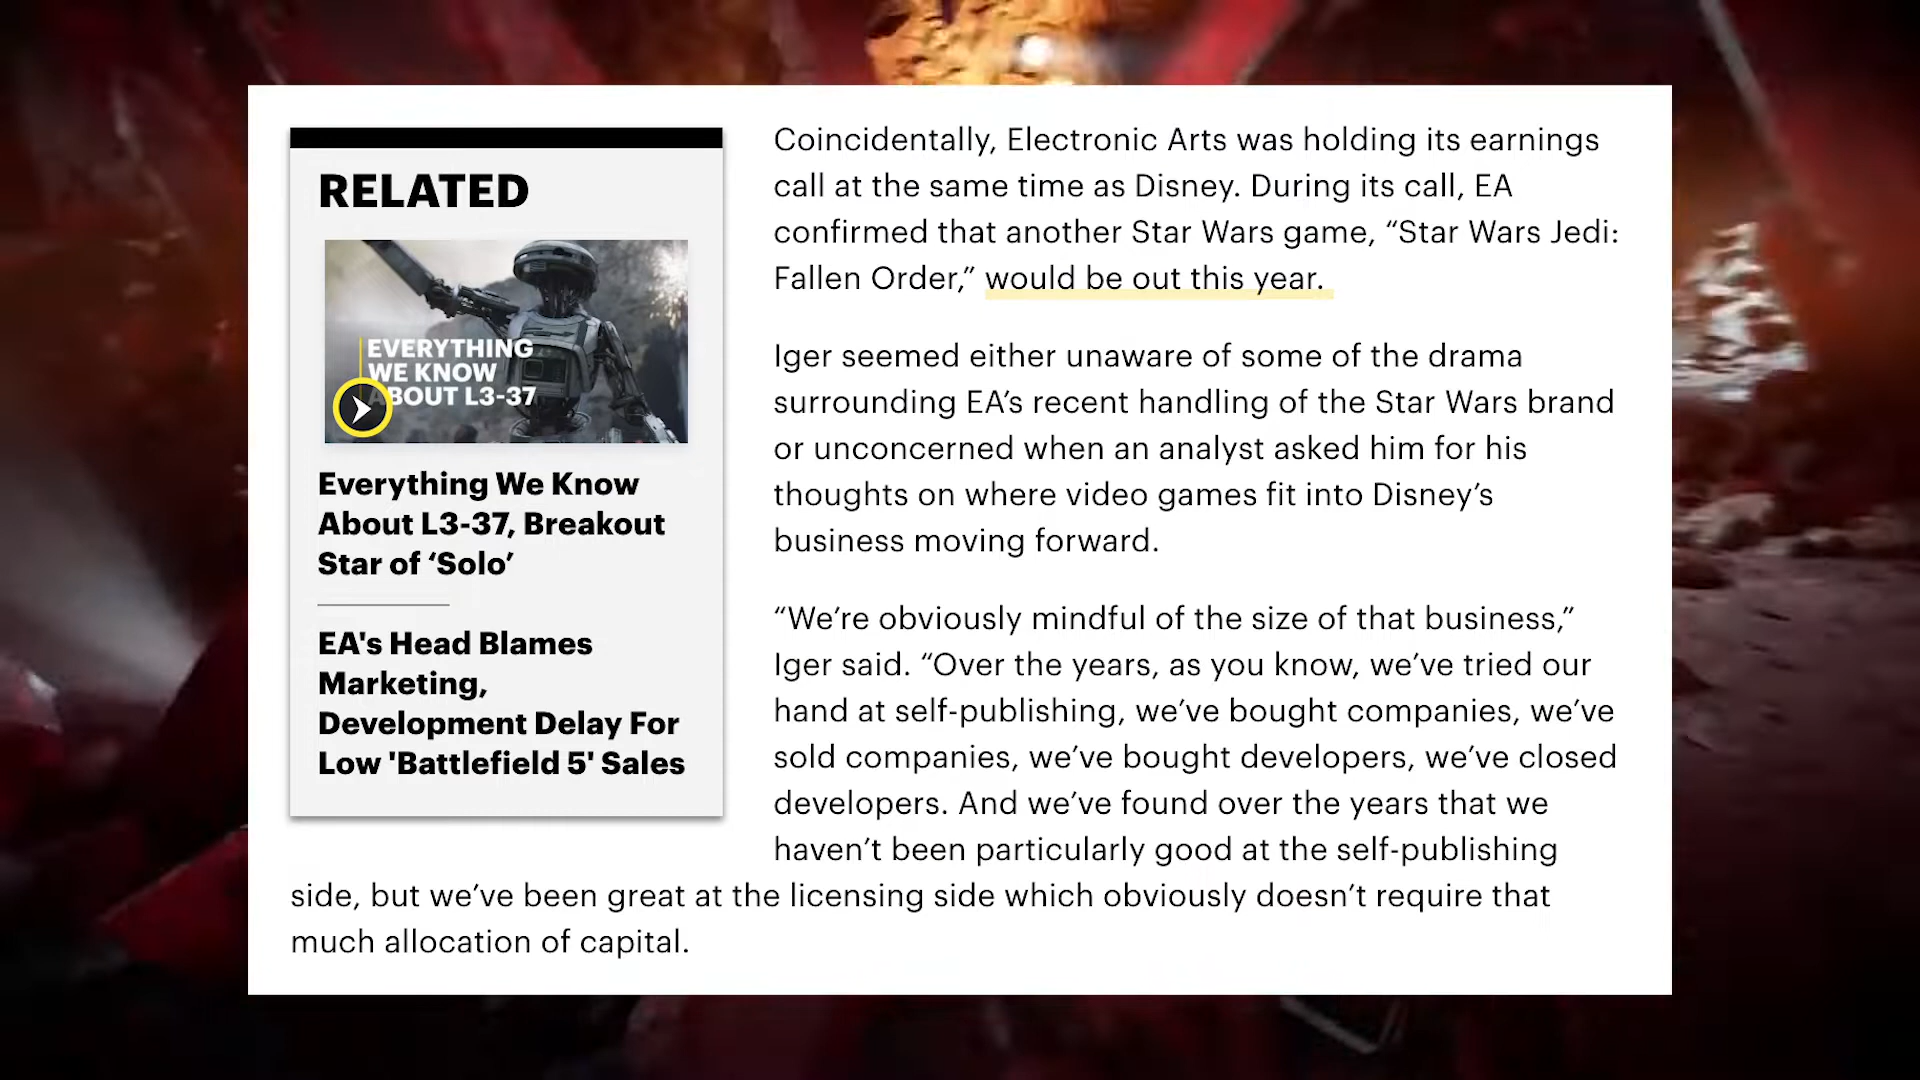 RELATED
EVERYTHING
WE KNOW
ABOUT L3-37
Everything We Know
About L3-37, Breakout
Star of ‘Solo’
EA's Head Blames
Marketing,
Development Delay For
Low 'Battlefield 5' Sales
Coincidentally, Electronic Arts was holding its earnings
call at the same time as Disney. During its call, EA
confirmed that another Star Wars game, “Star Wars Jedi:
Fallen Order,” would be out this year.
Iger seemed either unaware of some of the drama
surrounding EA’s recent handling of the Star Wars brand
or unconcerned when an analyst asked him for his
thoughts on where video games fit into Disney’s
business moving forward.
“We’re obviously mindful of the size of that business,”
Iger said. “Over the years, as you know, we’ve tried our
hand at self-publishing, we’ve bought companies, we’ve
sold companies, we’ve bought developers, we’ve closed
developers. And we’ve found over the years that we
haven’t been particularly good at the self-publishing
side, but we’ve been great at the licensing side which obviously doesn’t require that
much allocation of capital.